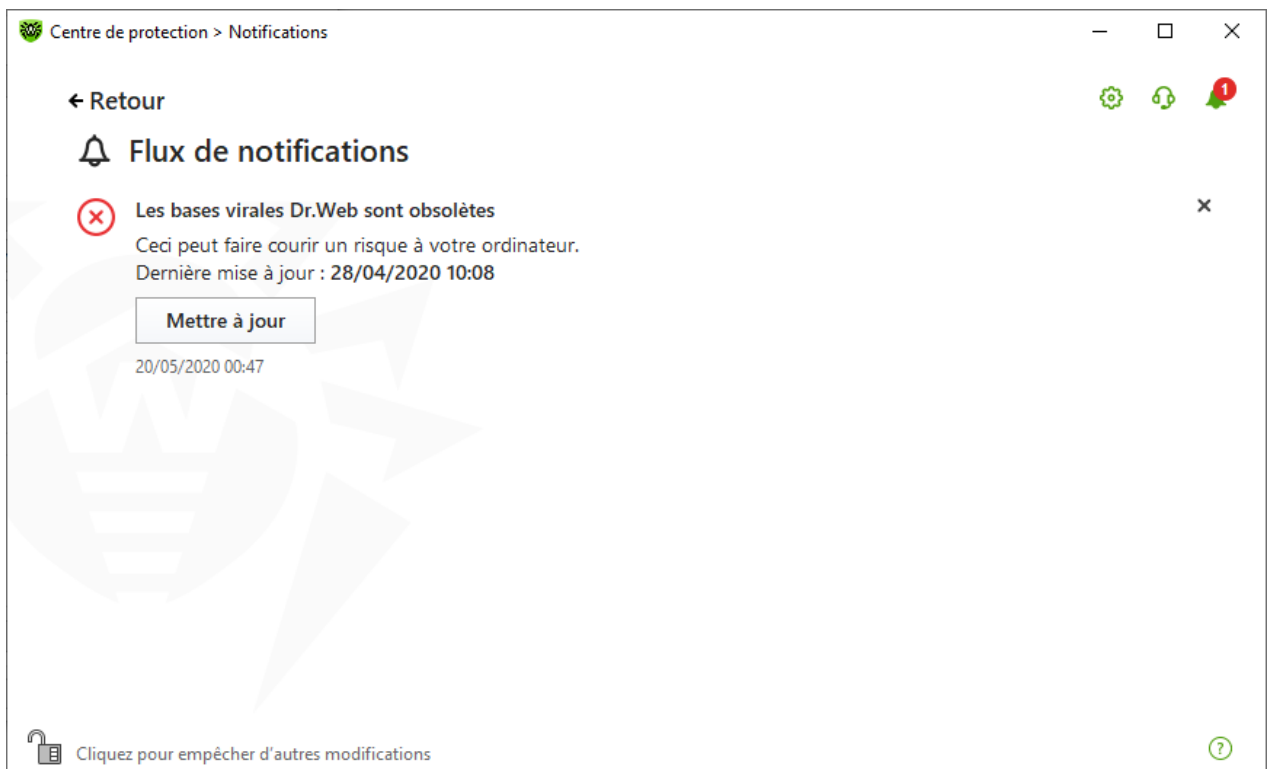 Centre de protection > Notifications
Retour
1
Flux de notifications
Les bases virales Dr.Web sont obsolètes
Ceci peut faire courir un risque à votre ordinateur.
Dernière mise à jour : 28/04/2020 10:08
Mettre à jour
20/05/2020 00:47
Cliquez pour empêcher d'autres modifications
?